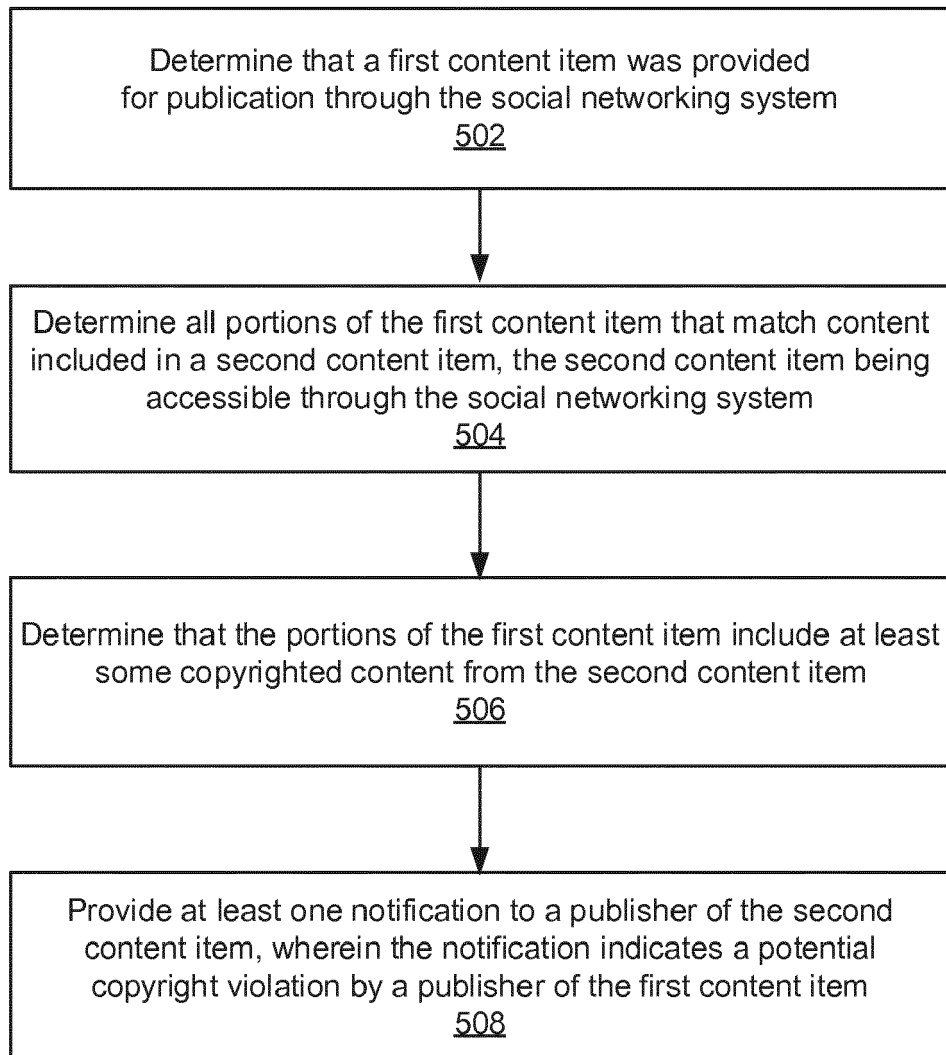 Determine that a first content item was provided
for publication through the social networking system
502
Determine all portions of the first content item that match content
included in a second content item, the second content item being
accessible through the social networking system
504
Determine that the portions of the first content item include at least
some copyrighted content from the second content item
506
Provide at least one notification to a publisher of the second
content item, wherein the notification indicates a potential
copyright violation by a publisher of the first content item
508